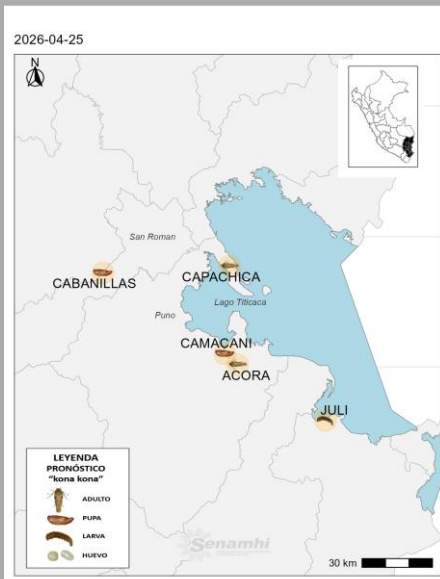 2026-04-25
N
San Roman
CABANILLAS
CAPACHICA
Lago Titicaca
Puno
CAMACANI
ACORA
JULI
LEYENDA
PRONÓSTICO
"kona kona"
ADULTO
PUPA
LARVA
HUEVO
Senamhi
30 km